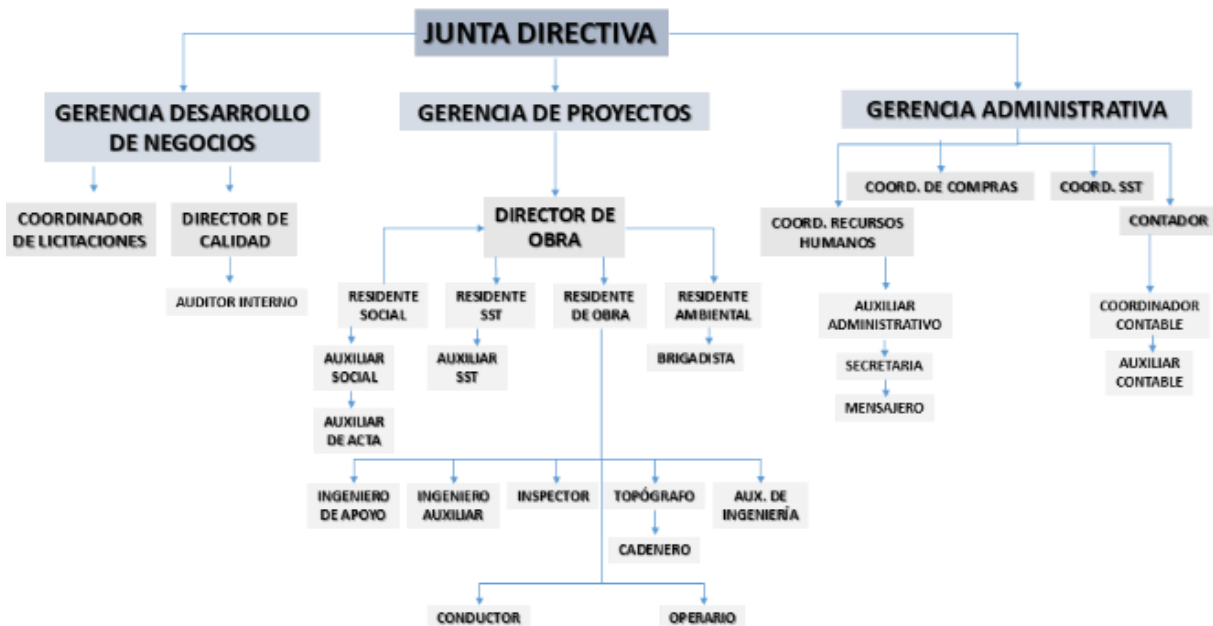 JUNTA DIRECTIVA
GERENCIA DESARROLLO
DE NEGOCIOS
GERENCIA DE PROYECTOS
GERENCIA ADMINISTRATIVA
COORDINADOR
DE LICITACIONES
DIRECTOR DE
CALIDAD
AUDITOR INTERNO
DIRECTOR DE
OBRA
RESIDENTE
SOCIAL
RESIDENTE
SST
RESIDENTE
DE OBRA
RESIDENTE
AMBIENTAL
AUXILIAR
SOCIAL
AUXILIAR
SST
BRIGADISTA
AUXILIAR
DE ACTA
INGENIERO
DE APOYO
INGENIERO
AUXILIAR
INSPECTOR
TOPÓGRAFO
AUX. DE
INGENIERÍA
CADENERO
CONDUCTOR
OPERARIO
COORD. DE COMPRAS
COORD. SST
COORD. RECURSOS
HUMANOS
CONTADOR
AUXILIAR
ADMINISTRATIVO
SECRETARIA
MENSAJERO
COORDINADOR
CONTABLE
AUXILIAR
CONTABLE